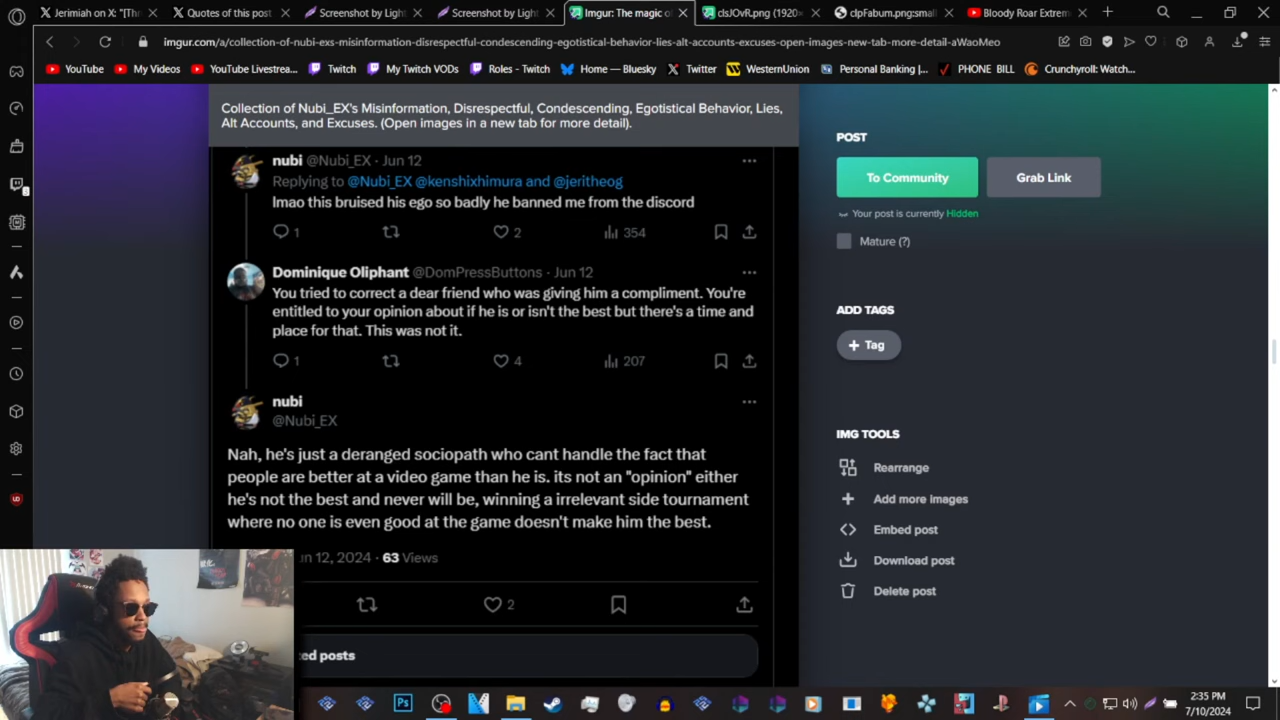 Jerimiah on X: "[Thr
Quotes of this post
Screenshot by Light
Screenshot by Light
Imgur: The magic of
clsJOvR.png (1920×
clpFabum.png:small
Bloody Roar Extrem
imgur.com/a/collection-of-nubi-exs-misinformation-disrespectful-condescending-egotistical-behavior-lies-alt-accounts-excuses-open-images-new-tab-more-detail-aWaoMeo
YouTube
My Videos
YouTube Livestrea...
Twitch
My Twitch VODs
Roles - Twitch
Home — Bluesky
Twitter
WesternUnion
Personal Banking |...
PHONE BILL
Crunchyroll: Watch...
Collection of Nubi_EX's Misinformation, Disrespectful, Condescending, Egotistical Behavior, Lies,
Alt Accounts, and Excuses. (Open images in a new tab for more detail).
nubi @Nubi_EX · Jun 12
Replying to @Nubi_EX @kenshixhimura and @jeritheog
lmao this bruised his ego so badly he banned me from the discord
1 2 354
Dominique Oliphant @DomPressButtons · Jun 12
You tried to correct a dear friend who was giving him a compliment. You're
entitled to your opinion about if he is or isn't the best but there's a time and
place for that. This was not it.
1 4 207
nubi
@Nubi_EX
Nah, he's just a deranged sociopath who cant handle the fact that
people are better at a video game than he is. its not an "opinion" either
he's not the best and never will be, winning a irrelevant side tournament
where no one is even good at the game doesn't make him the best.
un 12, 2024 · 63 Views
2
ed posts
POST
To Community
Grab Link
Your post is currently Hidden
Mature (?)
ADD TAGS
+ Tag
IMG TOOLS
Rearrange
Add more images
Embed post
Download post
Delete post
2:35 PM
7/10/2024